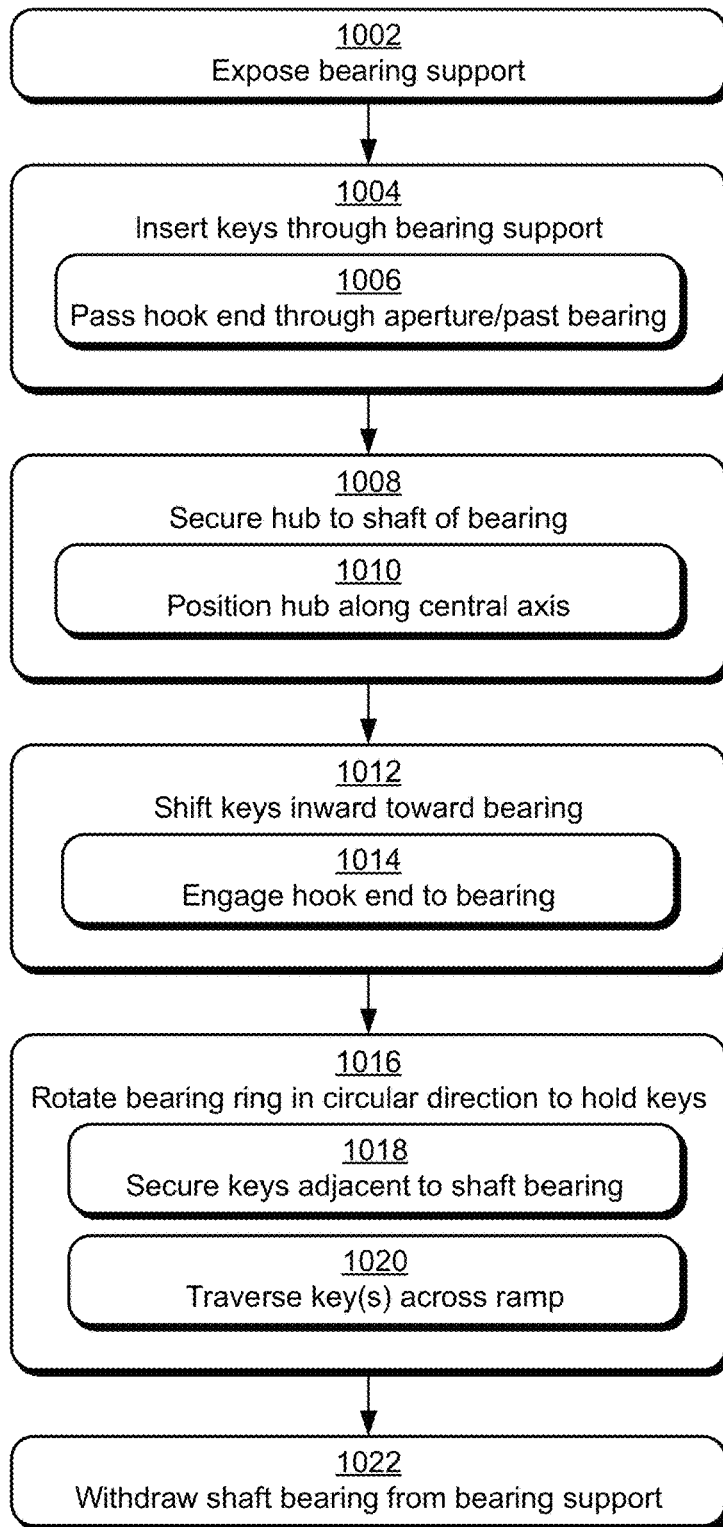 1002
Expose bearing support
1004
Insert keys through bearing support
1006
Pass hook end through aperture/past bearing
1008
Secure hub to shaft of bearing
1010
Position hub along central axis
1012
Shift keys inward toward bearing
1014
Engage hook end to bearing
1016
Rotate bearing ring in circular direction to hold keys
1018
Secure keys adjacent to shaft bearing
1020
Traverse key(s) across ramp
1022
Withdraw shaft bearing from bearing support